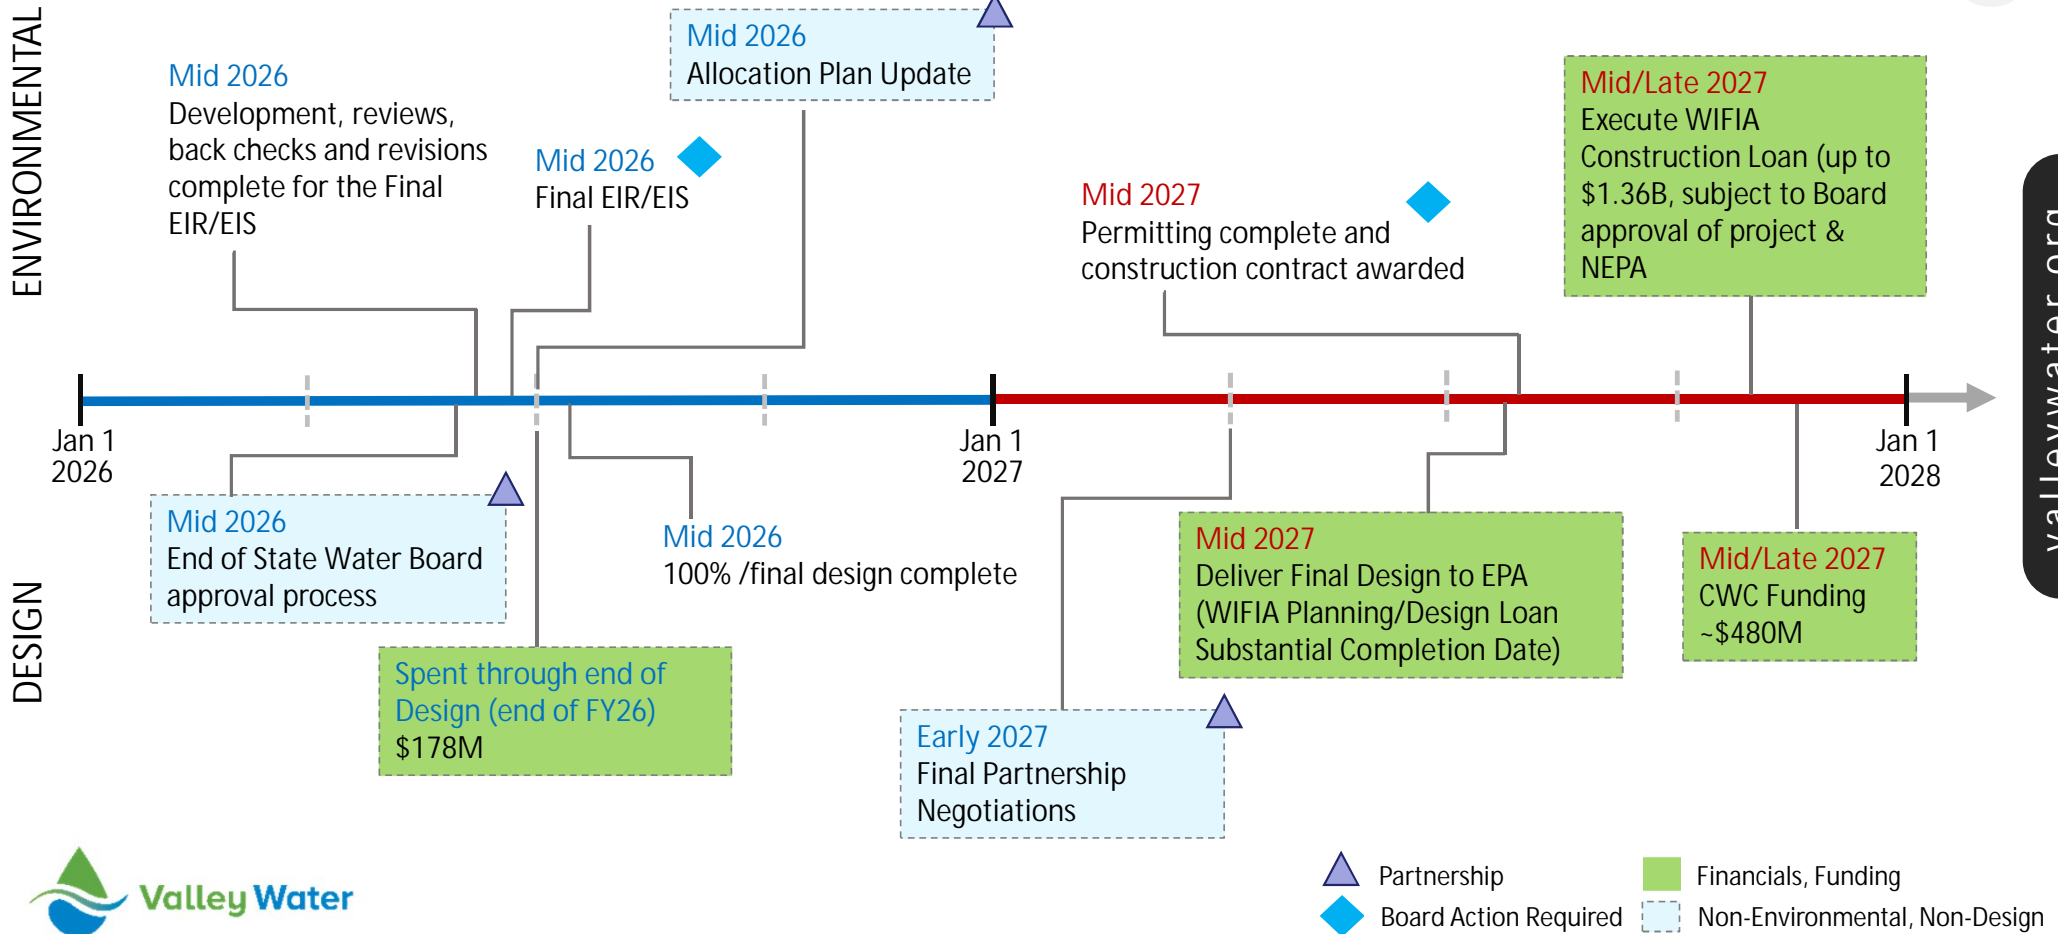 ENVIRONMENTAL
DESIGN
Mid 2026
Development, reviews,
back checks and revisions
complete for the Final
EIR/EIS
Mid 2026
Final EIR/EIS
Mid 2026
Allocation Plan Update
Mid 2027
Permitting complete and
construction contract awarded
Mid/Late 2027
Execute WIFIA
Construction Loan (up to
$1.36B, subject to Board
approval of project &
NEPA
Jan 1
2026
Jan 1
2027
Jan 1
2028
Mid 2026
End of State Water Board
approval process
Spent through end of
Design (end of FY26)
$178M
Mid 2026
100% /final design complete
Early 2027
Final Partnership
Negotiations
Mid 2027
Deliver Final Design to EPA
(WIFIA Planning/Design Loan
Substantial Completion Date)
Mid/Late 2027
CWC Funding
~$480M
valleywater.org
Valley Water
Partnership
Board Action Required
Financials, Funding
Non-Environmental, Non-Design